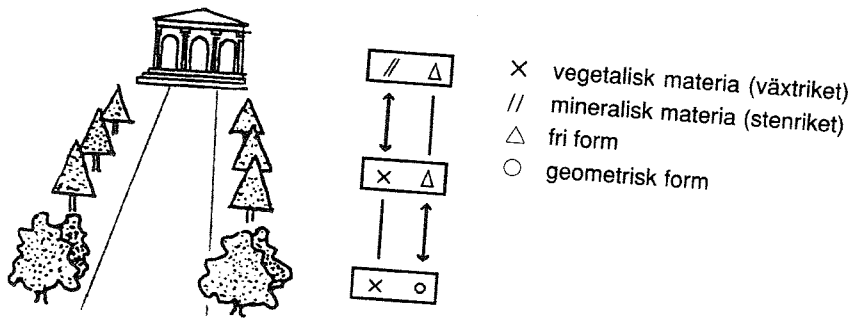 × vegetalisk materia (växtriket)
// mineralisk materia (stenriket)
△ fri form
○ geometrisk form